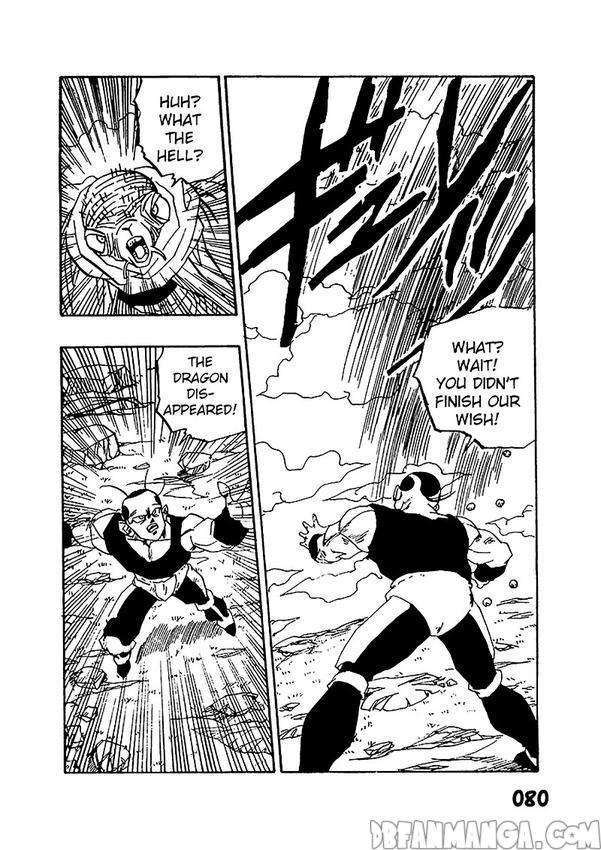 WHAT?
WAIT!
YOU DIDN'T
FINISH OUR
WISH!
HUH?
WHAT
THE
HELL?
THE
DRAGON
DIS-
APPEARED!
080
DBFANMANGA.COM